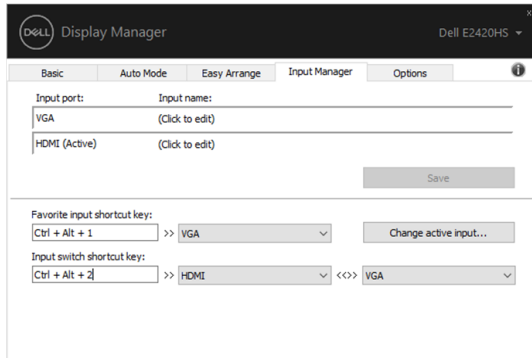 DELL Display Manager Dell E2420HS
x
Basic Auto Mode Easy Arrange Input Manager Options i
Input port: Input name:
VGA (Click to edit)
HDMI (Active) (Click to edit)
Save
Favorite input shortcut key:
Ctrl + Alt + 1 >> VGA Change active input...
Input switch shortcut key:
Ctrl + Alt + 2 >> HDMI <<>> VGA